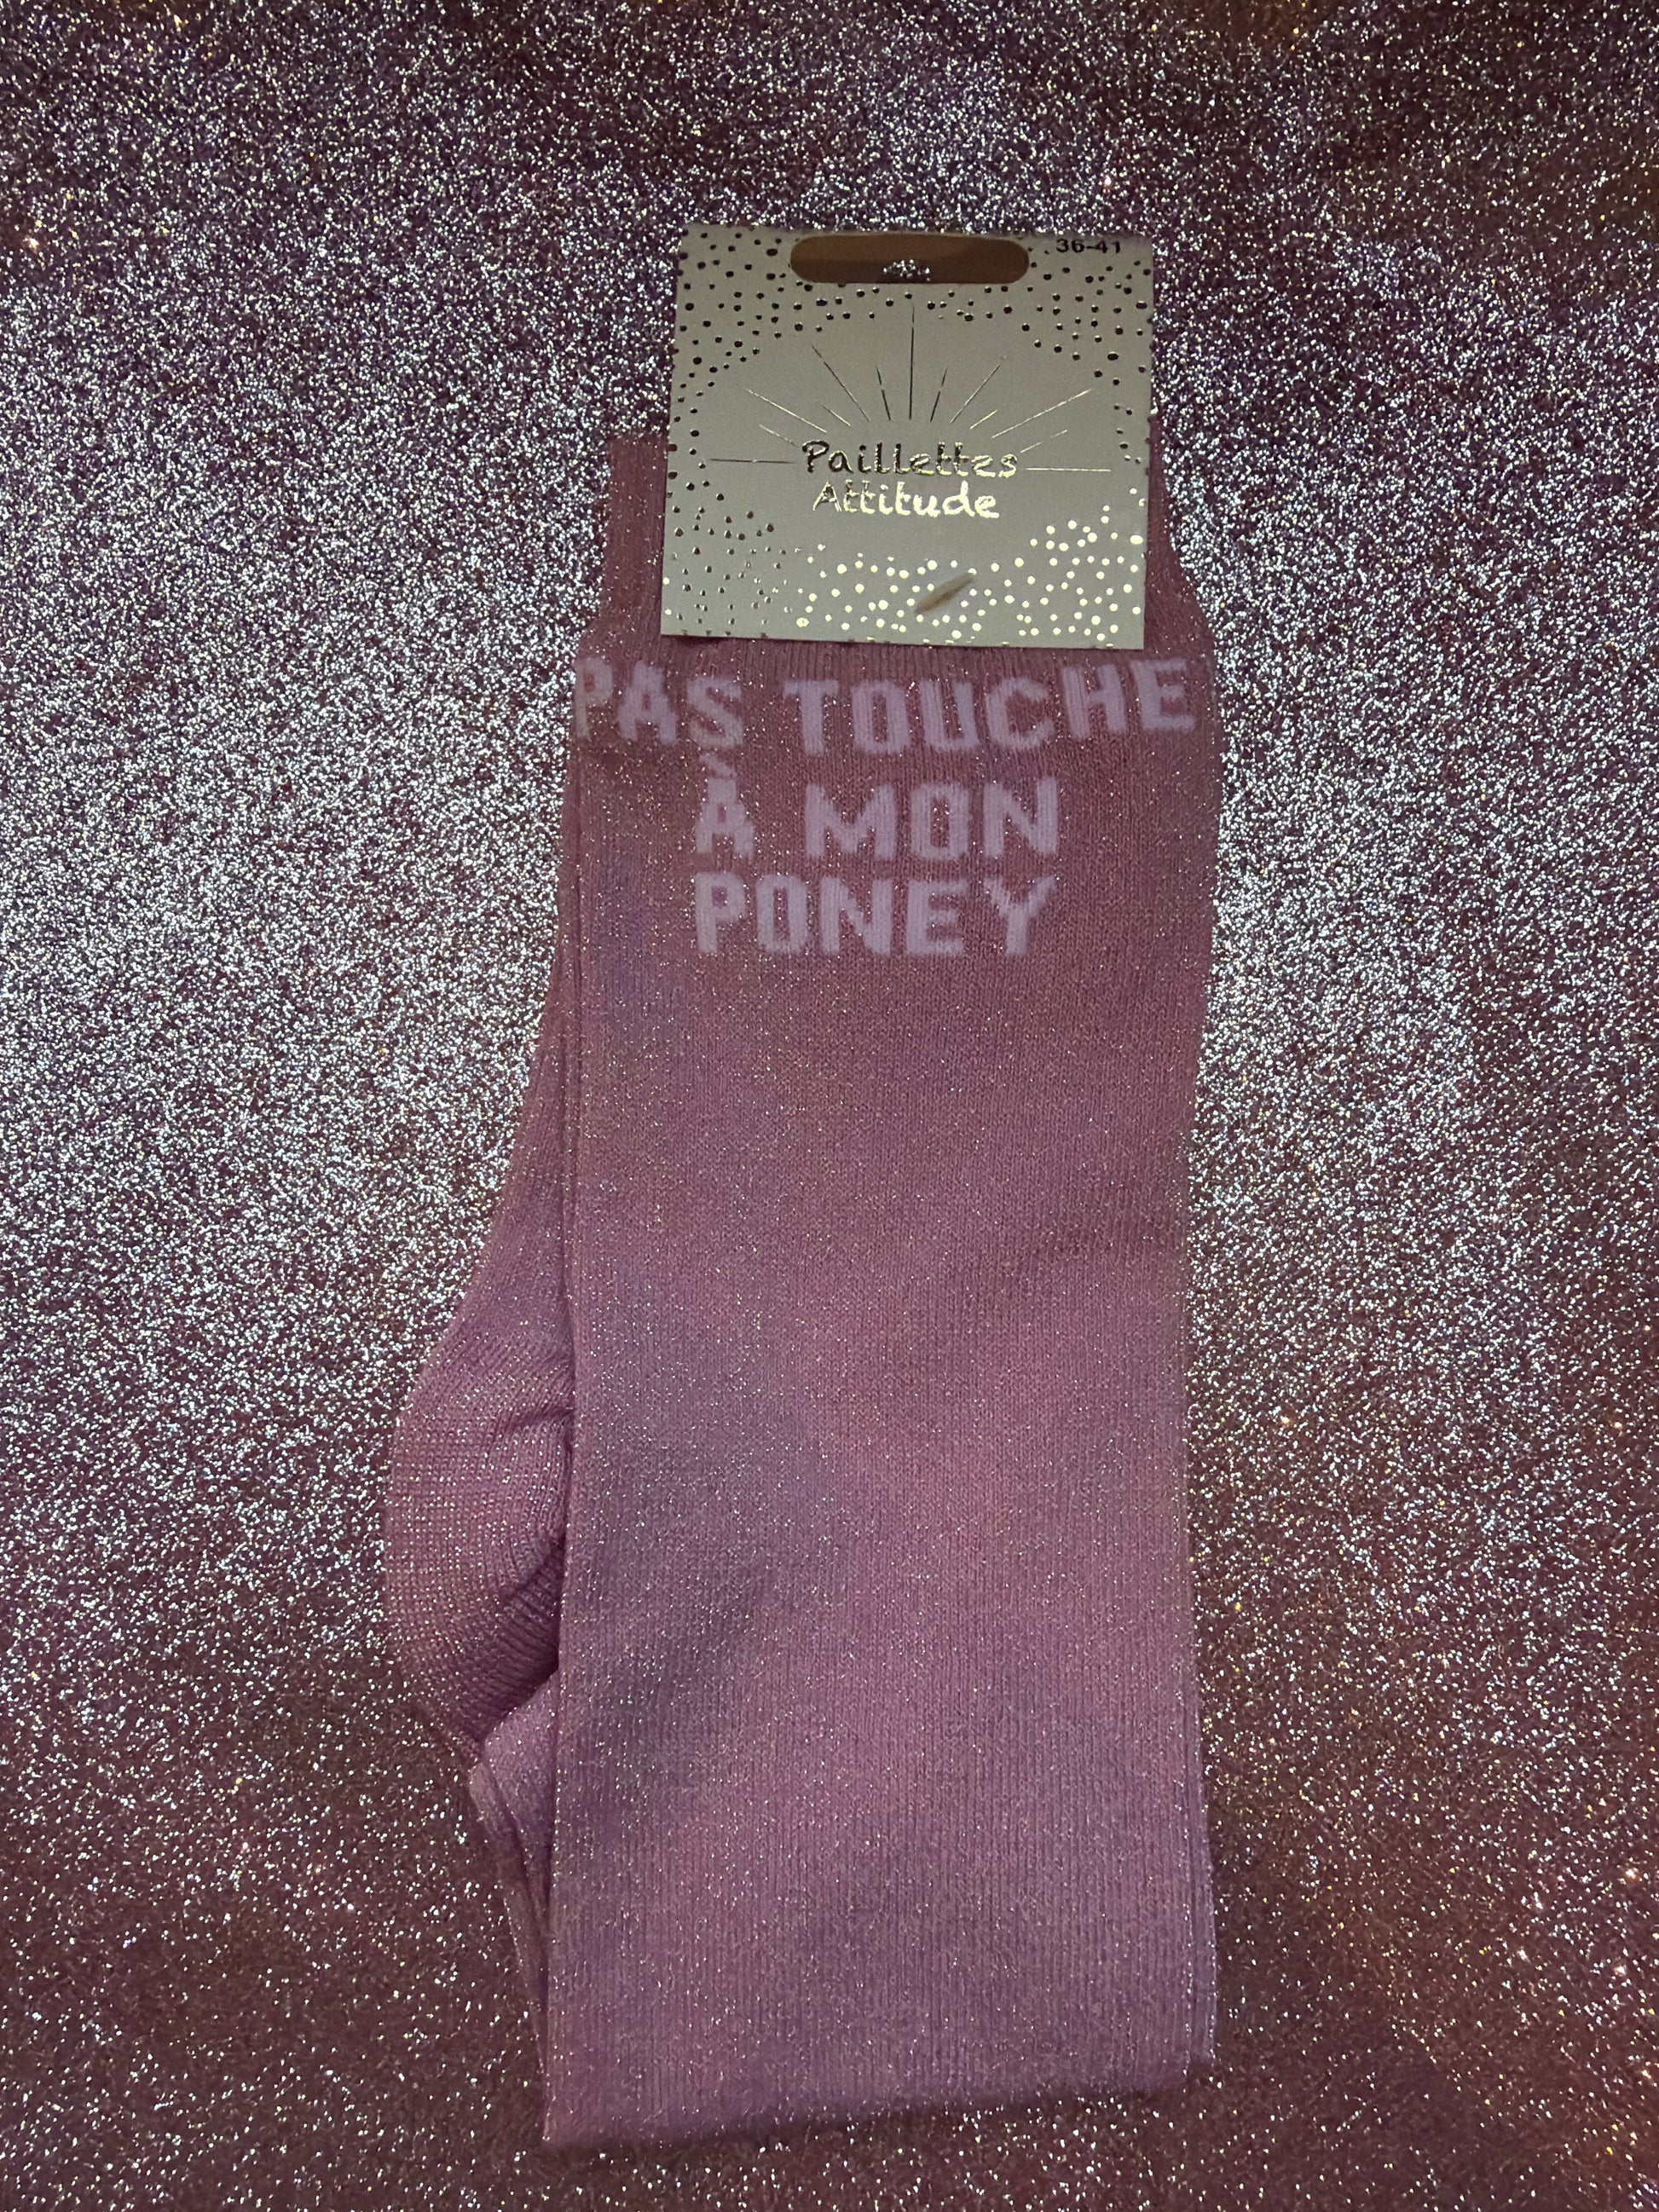 36-41
Paillettes
Attitude
PAS TOUCHE
À MON
PONEY